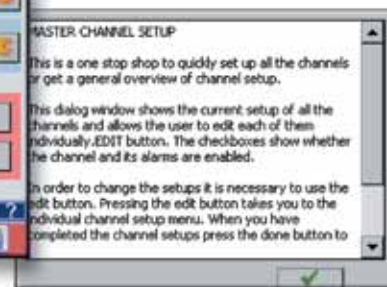 MASTER CHANNEL SETUP
This is a one stop shop to quickly set up all the channels
or get a general overview of channel setup.
This dialog window shows the current setup of all the
channels and allows the user to edit each of them
individually.EDIT button. The checkboxes show whether
the channel and its alarms are enabled.
In order to change the setups it is necessary to use the
edit button. Pressing the edit button takes you to the
individual channel setup menu. When you have
completed the channel setups press the done button to
?